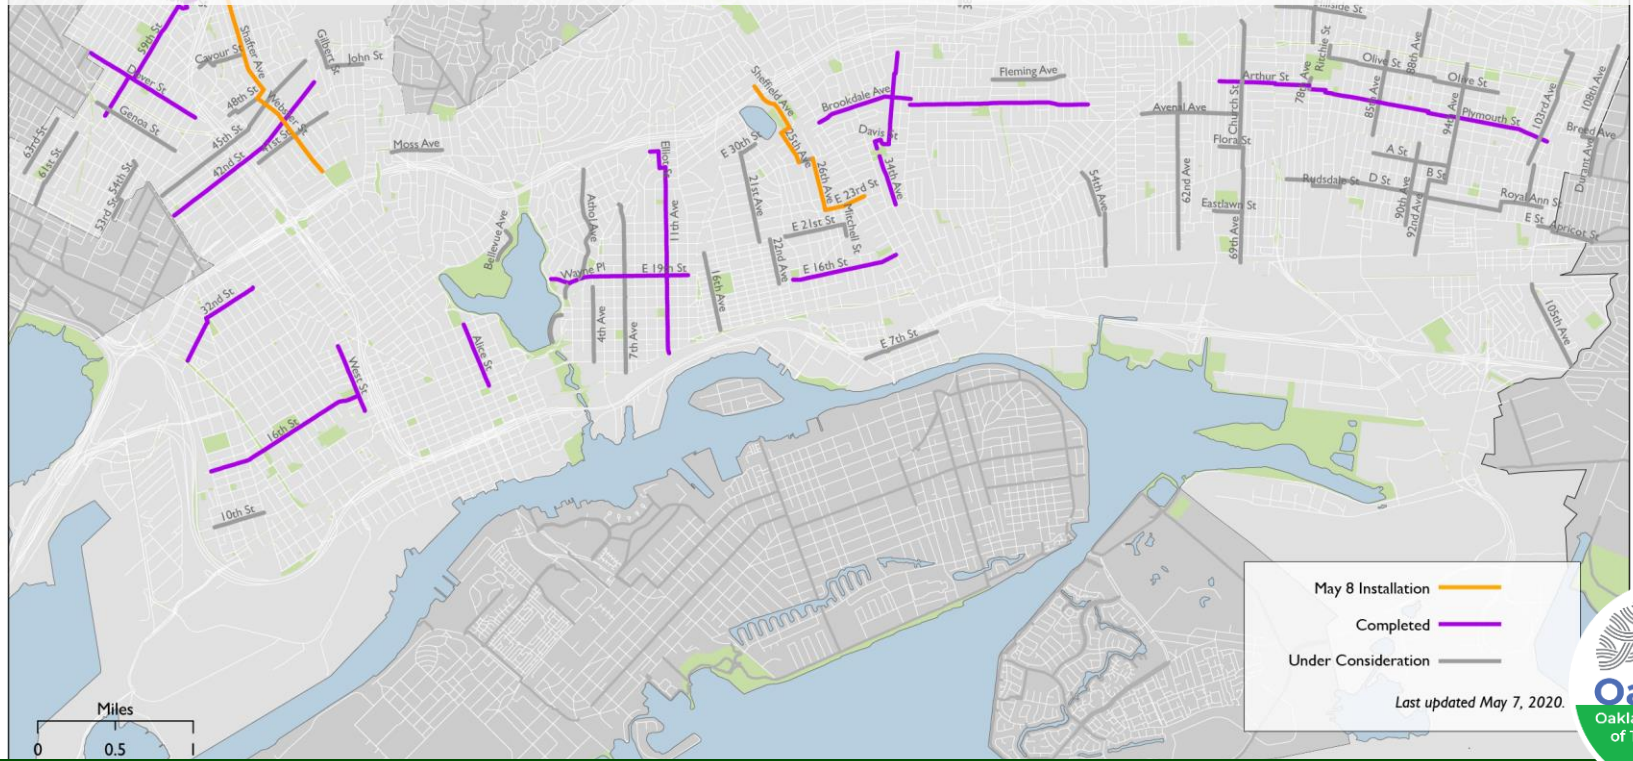 59th St
Shafter Ave
Cavour St
Gilbert St
John St
Dover St
48th St
Webster St
Genoa St
45th St
42nd St
41st St
63rd St
61st St
54th St
53rd St
Moss Ave
Sheffield Ave
Brookdale Ave
Fleming Ave
Davis St
E 30th St
25th Ave
26th Ave
34th Ave
E 23rd St
21st Ave
E 21st St
Mitchell St
22nd Ave
E 16th St
Elliot St
11th Ave
Athol Ave
Bellevue Ave
Wayne Pl
E 19th St
16th Ave
4th Ave
7th Ave
E 7th St
32nd St
West St
Alice St
16th St
10th St
Hillside St
Ritchie St
88th Ave
Olive St
Olive St
Arthur St
78th Ave
85th Ave
94th Ave
Plymouth St
103rd Ave
108th Ave
Breed Ave
Durant Ave
Avenal Ave
Church St
Flora St
62nd Ave
54th Ave
Eastlawn St
69th Ave
A St
B St
D St
Rudsdale St
90th Ave
92nd Ave
Royal Ann St
E St
Apricot St
105th Ave
May 8 Installation
Completed
Under Consideration
Last updated May 7, 2020.
Miles
0 0.5 1
Oa
Oakla
of T